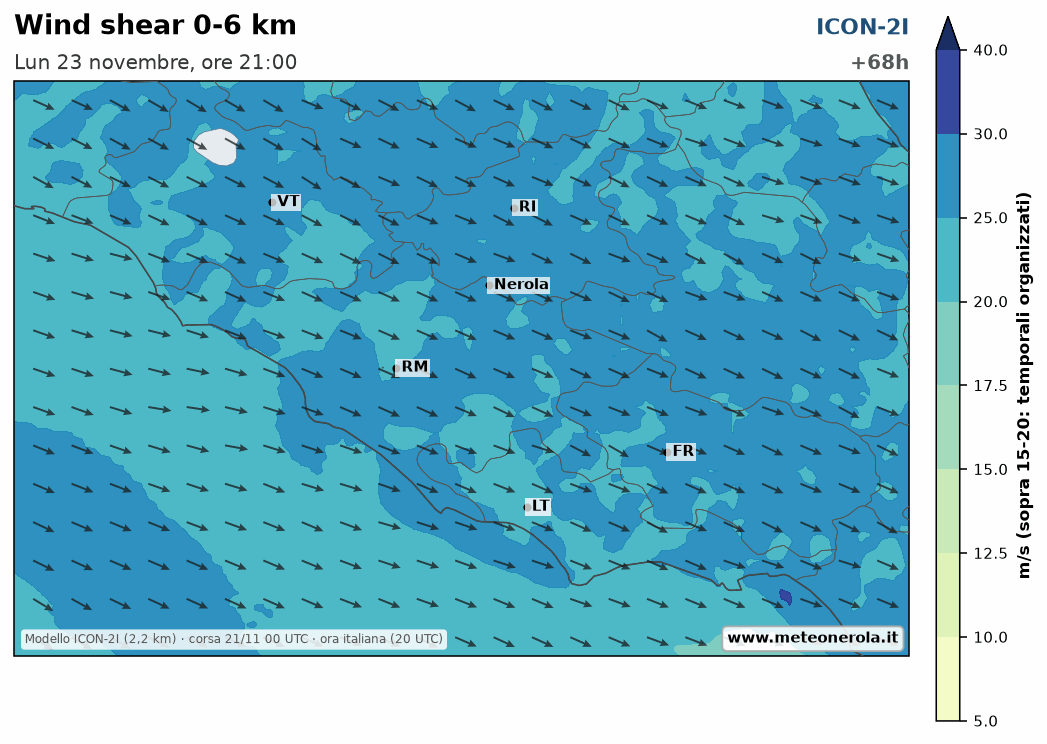 Wind shear 0-6 km
ICON-2I
Lun 23 novembre, ore 21:00
+68h
VT
RI
Nerola
RM
FR
LT
Modello ICON-2I (2,2 km) · corsa 21/11 00 UTC · ora italiana (20 UTC)
www.meteonerola.it
40.0
30.0
25.0
20.0
17.5
15.0
12.5
10.0
5.0
m/s (sopra 15-20: temporali organizzati)